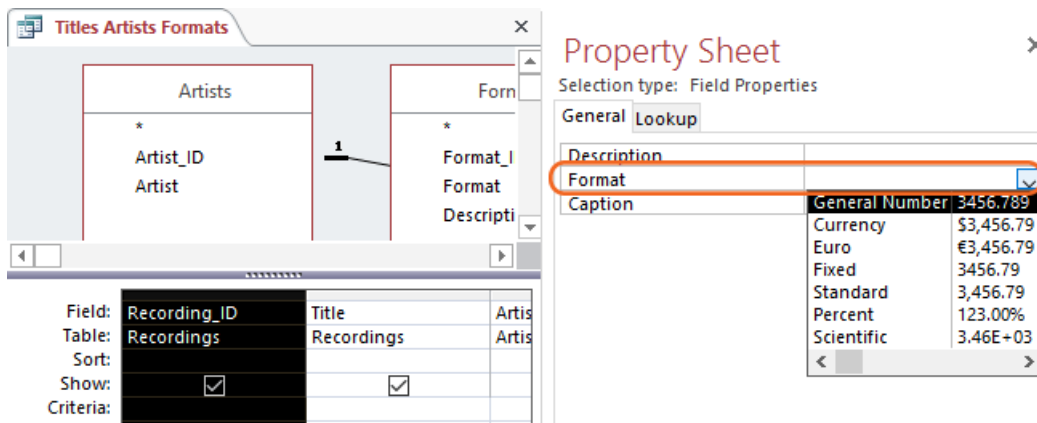 Titles Artists Formats
Artists
*
Artist_ID
Artist
1
Forn
*
Format_I
Format
Descripti
Field: Recording_ID Title Artis
Table: Recordings Recordings Artis
Sort:
Show:
Criteria:
Property Sheet
Selection type: Field Properties
General Lookup
Description
Format
Caption
General Number 3456.789
Currency $3,456.79
Euro €3,456.79
Fixed 3456.79
Standard 3,456.79
Percent 123.00%
Scientific 3.46E+03